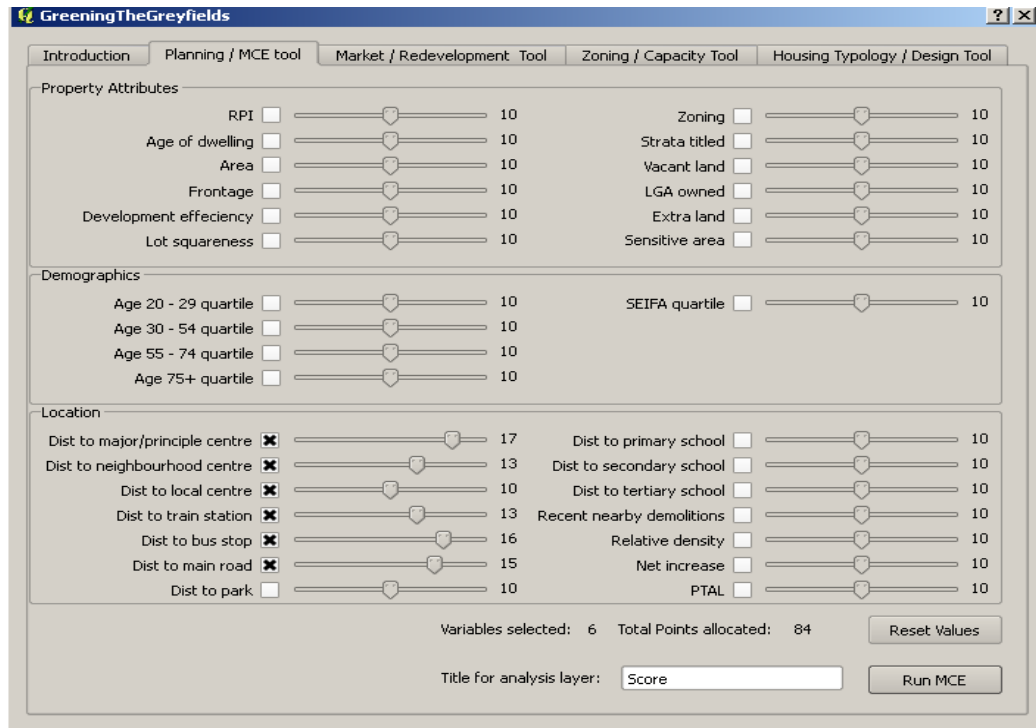 GreeningTheGreyfields ? X
Introduction Planning / MCE tool Market / Redevelopment Tool Zoning / Capacity Tool Housing Typology / Design Tool
Property Attributes
RPI 10 Zoning 10
Age of dwelling 10 Strata titled 10
Area 10 Vacant land 10
Frontage 10 LGA owned 10
Development effeciency 10 Extra land 10
Lot squareness 10 Sensitive area 10
Demographics
Age 20 - 29 quartile 10 SEIFA quartile 10
Age 30 - 54 quartile 10
Age 55 - 74 quartile 10
Age 75+ quartile 10
Location
Dist to major/principle centre 17 Dist to primary school 10
Dist to neighbourhood centre 13 Dist to secondary school 10
Dist to local centre 10 Dist to tertiary school 10
Dist to train station 13 Recent nearby demolitions 10
Dist to bus stop 16 Relative density 10
Dist to main road 15 Net increase 10
Dist to park 10 PTAL 10
Variables selected: 6 Total Points allocated: 84 Reset Values
Title for analysis layer: Score Run MCE